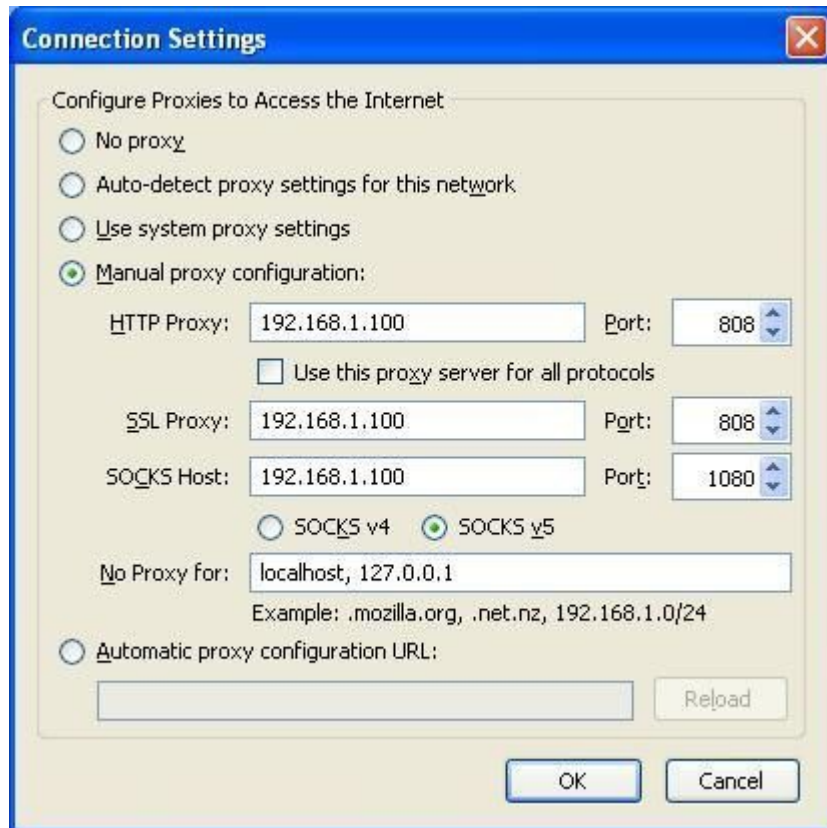 Connection Settings
Configure Proxies to Access the Internet
No proxy
Auto-detect proxy settings for this network
Use system proxy settings
Manual proxy configuration:
HTTP Proxy: 192.168.1.100 Port: 808
Use this proxy server for all protocols
SSL Proxy: 192.168.1.100 Port: 808
SOCKS Host: 192.168.1.100 Port: 1080
SOCKS v4 SOCKS v5
No Proxy for: localhost, 127.0.0.1
Example: .mozilla.org, .net.nz, 192.168.1.0/24
Automatic proxy configuration URL:
Reload
OK Cancel